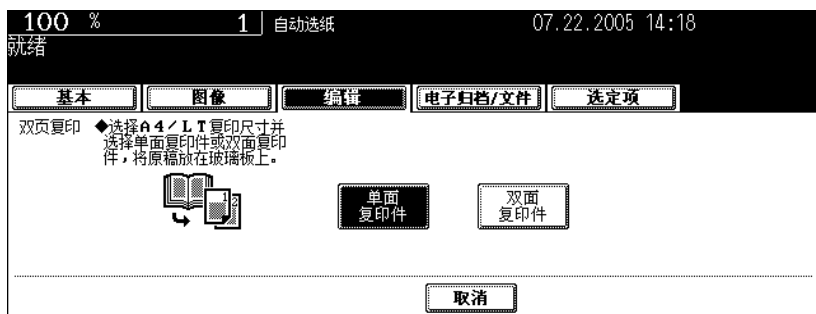 100 % 1 自动选纸 07.22.2005 14:18
就绪
基本 图像 编辑 电子归档/文件 选定项
双页复印 ◆选择A4/LT复印尺寸并
选择单面复印件或双面复印
件，将原稿放在玻璃板上。
1 2
单面 双面
复印件 复印件
取消